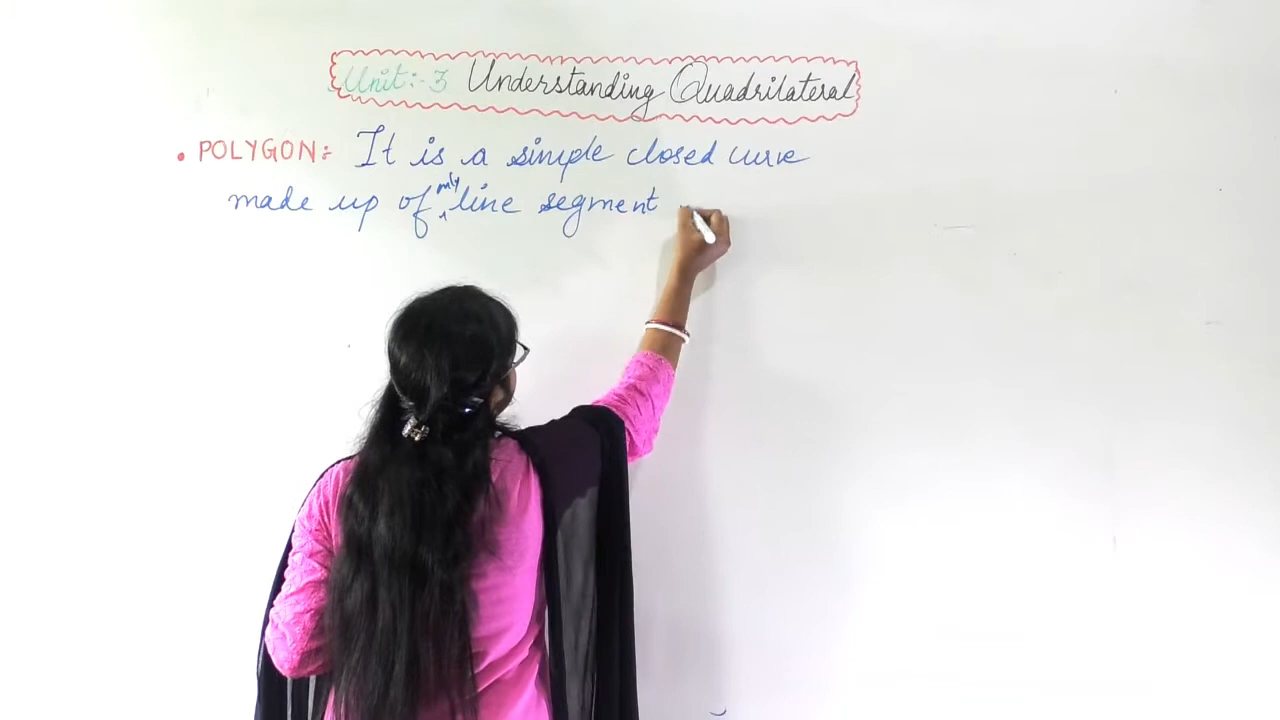 Unit:- 3 Understanding Quadrilateral
• POLYGON:- It is a simple closed curve
made up of only line segment